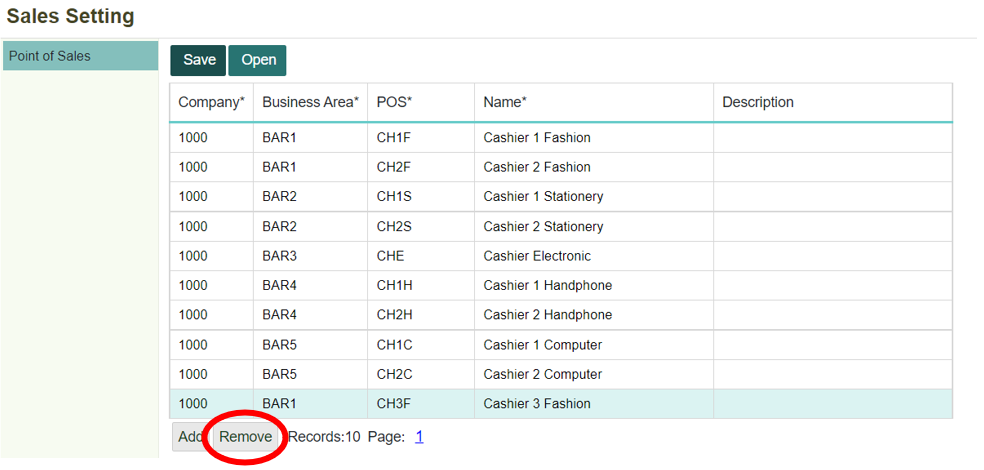 Sales Setting
Point of Sales
Save Open
Company* Business Area* POS* Name* Description
1000 BAR1 CH1F Cashier 1 Fashion
1000 BAR1 CH2F Cashier 2 Fashion
1000 BAR2 CH1S Cashier 1 Stationery
1000 BAR2 CH2S Cashier 2 Stationery
1000 BAR3 CHE Cashier Electronic
1000 BAR4 CH1H Cashier 1 Handphone
1000 BAR4 CH2H Cashier 2 Handphone
1000 BAR5 CH1C Cashier 1 Computer
1000 BAR5 CH2C Cashier 2 Computer
1000 BAR1 CH3F Cashier 3 Fashion
Add Remove Records:10 Page: 1